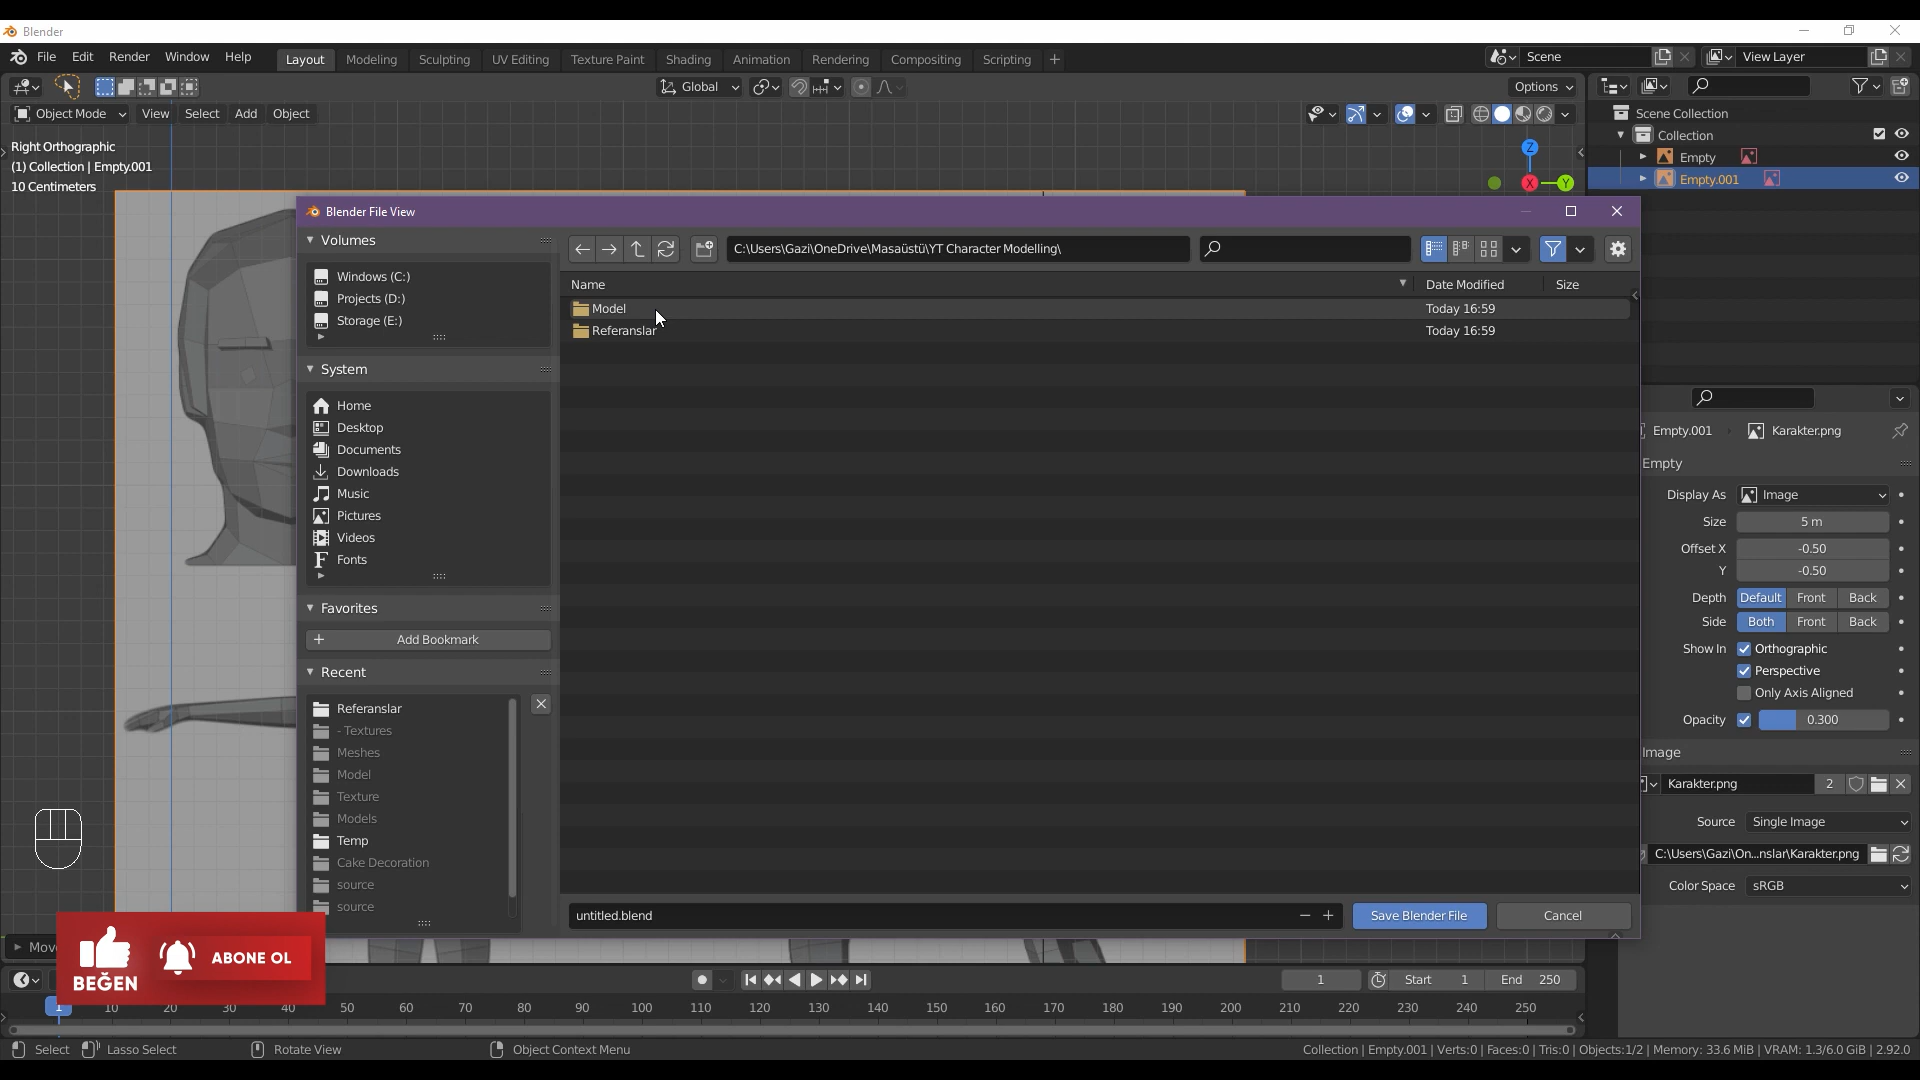 Blender
File Edit Render Window Help Layout Modeling Sculpting UV Editing Texture Paint Shading Animation Rendering Compositing Scripting + Scene View Layer
Global Options
Object Mode View Select Add Object
Scene Collection
Collection
Empty
Empty.001
Right Orthographic
(1) Collection | Empty.001
10 Centimeters
Z
X Y
Blender File View
Volumes
Windows (C:)
Projects (D:)
Storage (E:)
System
Home
Desktop
Documents
Downloads
Music
Pictures
Videos
Fonts
Favorites
Add Bookmark
Recent
Referanslar
- Textures
Meshes
Model
Texture
Models
Temp
Cake Decoration
source
source
C:\Users\Gazi\OneDrive\Masaüstü\YT Character Modelling\
Name Date Modified Size
Model Today 16:59
Referanslar Today 16:59
untitled.blend Save Blender File Cancel
Empty.001 Karakter.png
Empty
Display As Image
Size 5 m
Offset X -0.50
Y -0.50
Depth Default Front Back
Side Both Front Back
Show In Orthographic
Perspective
Only Axis Aligned
Opacity 0.300
Image
Karakter.png 2
Source Single Image
C:\Users\Gazi\On...nslar\Karakter.png
Color Space sRGB
Mov
BEĞEN ABONE OL
1 Start 1 End 250
1 10 20 30 40 50 60 70 80 90 100 110 120 130 140 150 160 170 180 190 200 210 220 230 240 250
Select Lasso Select Rotate View Object Context Menu
Collection | Empty.001 | Verts:0 | Faces:0 | Tris:0 | Objects:1/2 | Memory: 33.6 MiB | VRAM: 1.3/6.0 GiB | 2.92.0